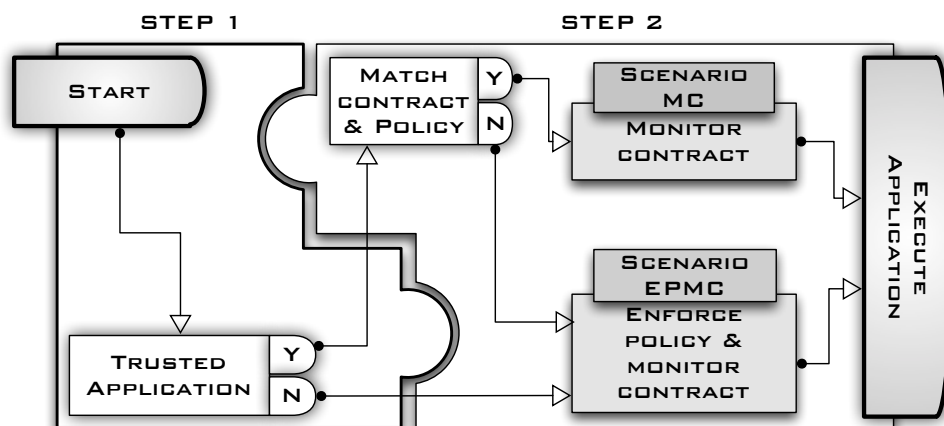 STEP 1
STEP 2
START
MATCH
CONTRACT
& POLICY
Y
N
SCENARIO
MC
MONITOR
CONTRACT
EXECUTE
APPLICATION
SCENARIO
EPMC
ENFORCE
POLICY &
MONITOR
CONTRACT
TRUSTED
APPLICATION
Y
N